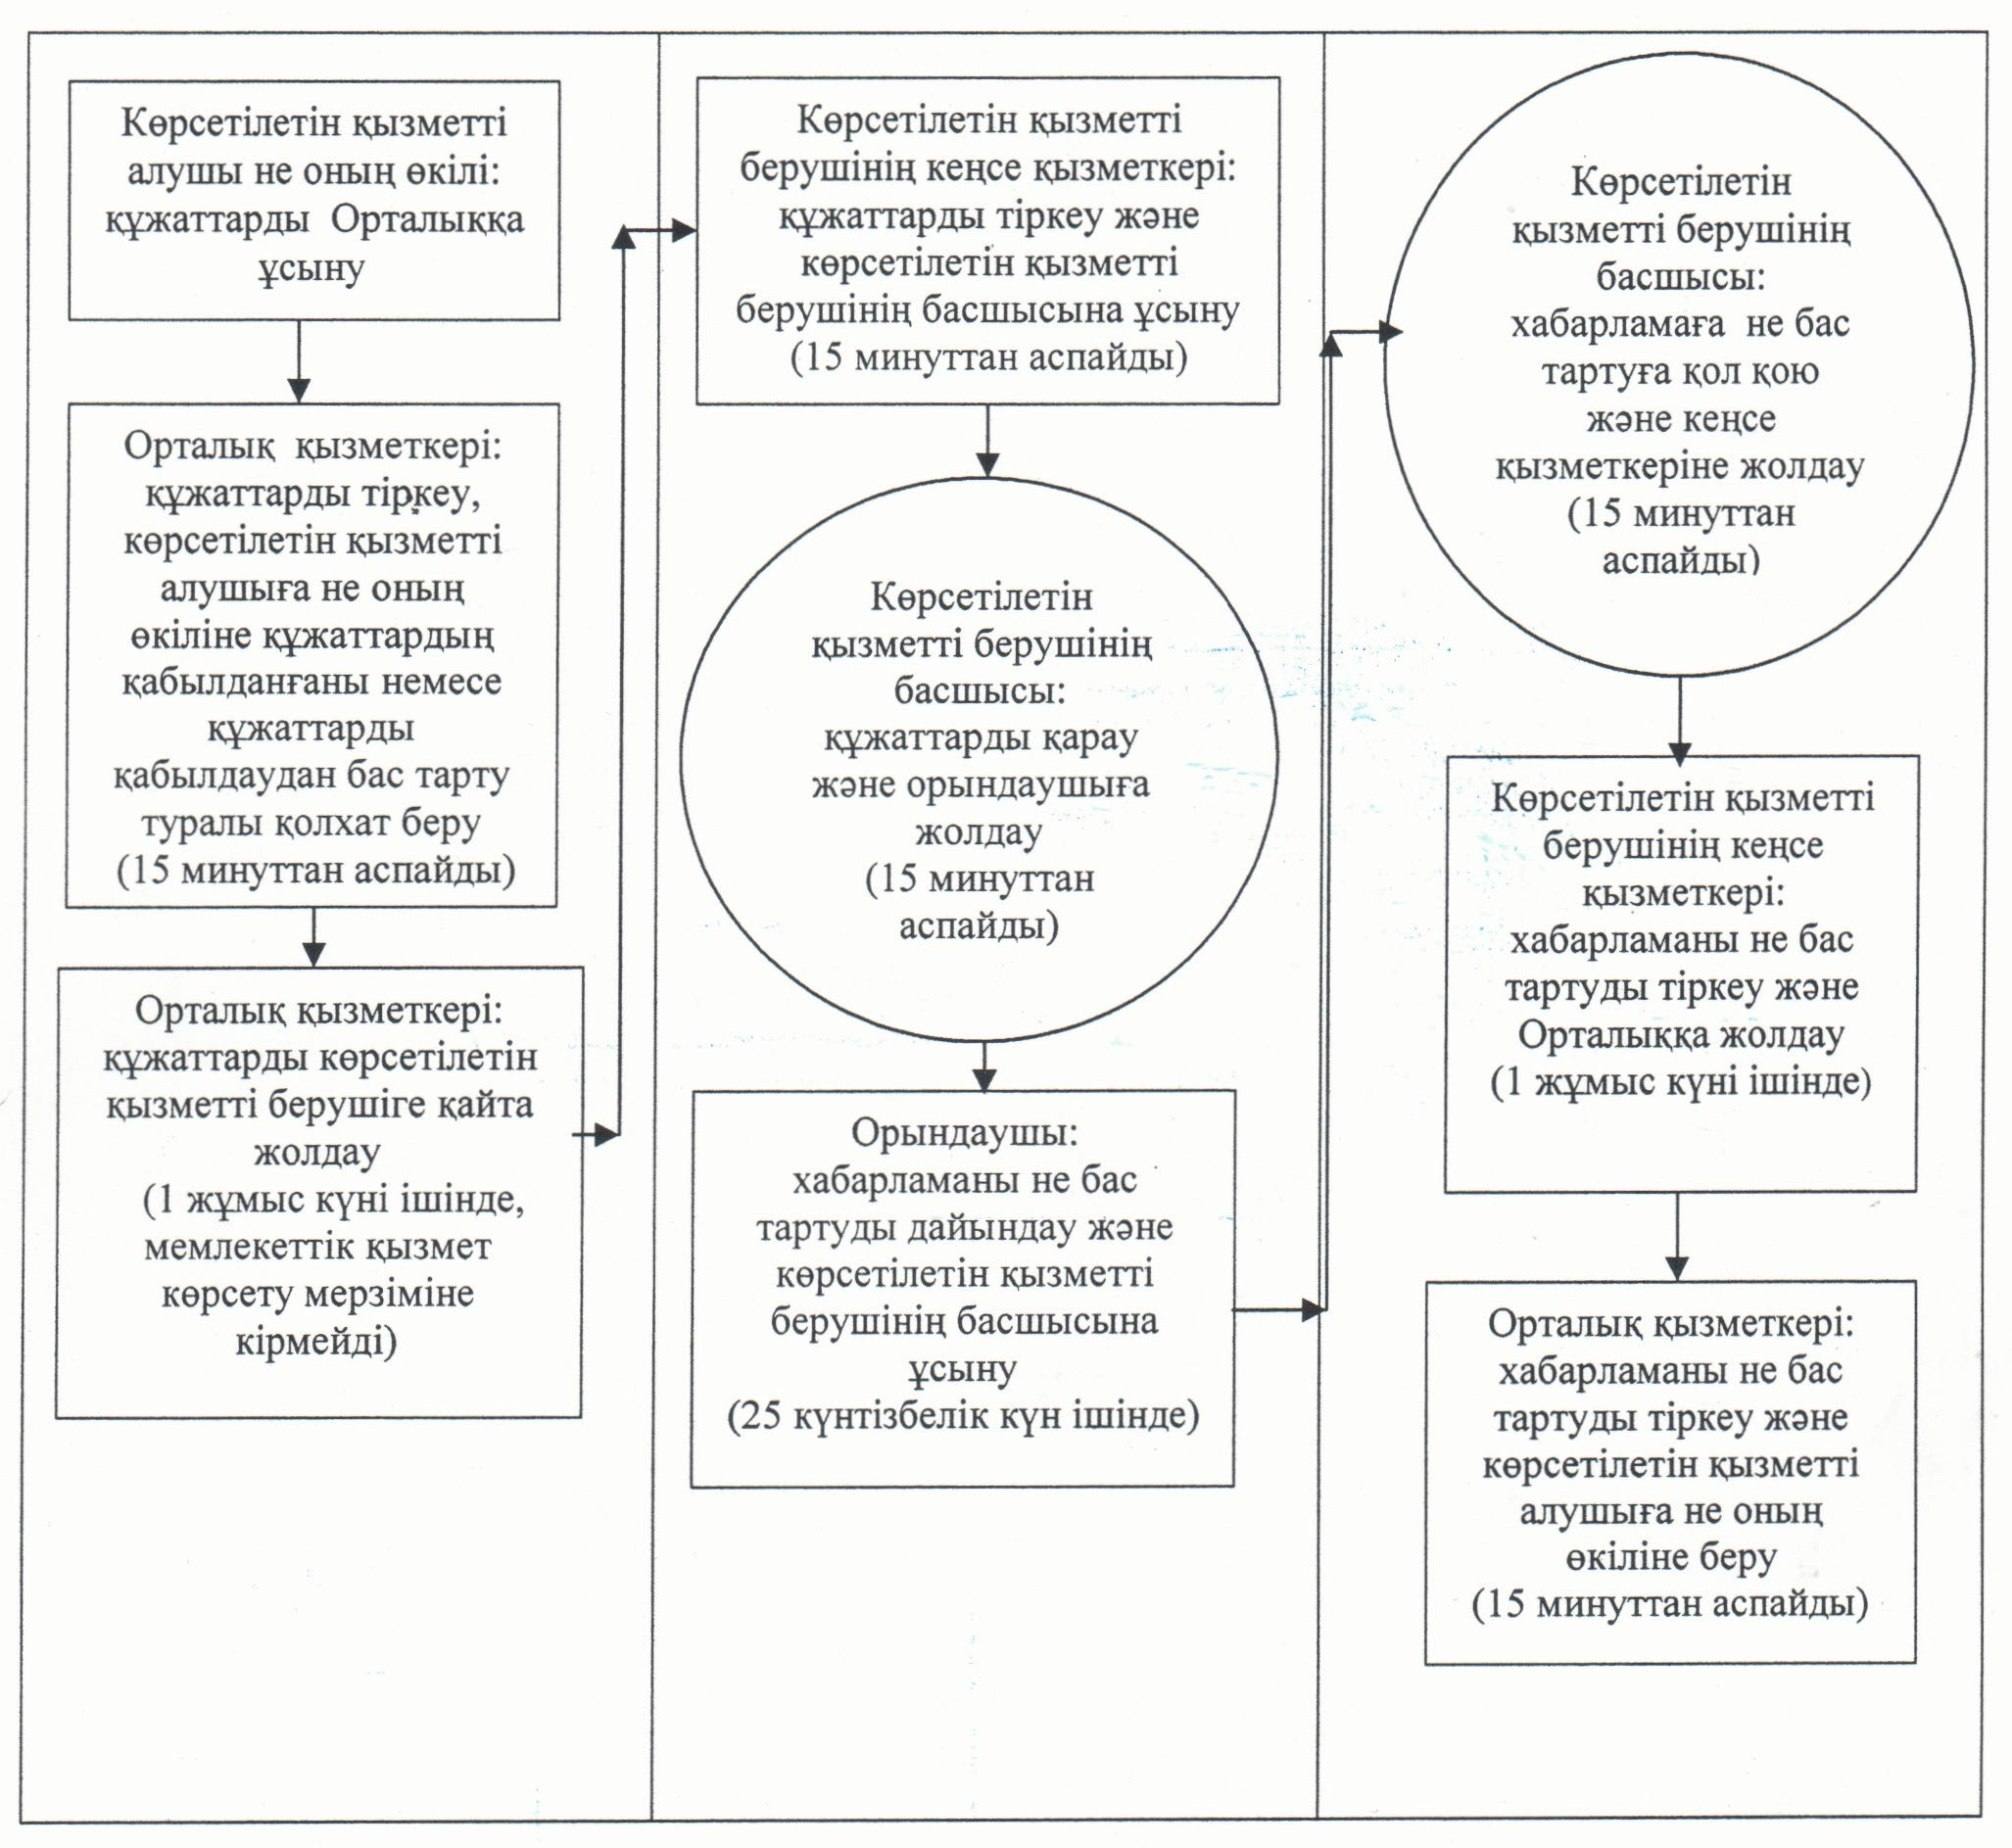 Көрсетілетін қызметті
алушы не оның өкілі:
құжаттарды Орталыққа
ұсыну
Орталық қызметкері:
құжаттарды тіркеу,
көрсетілетін қызметті
алушыға не оның
өкіліне құжаттардың
қабылданғаны немесе
құжаттарды
қабылдаудан бас тарту
туралы қолхат беру
(15 минуттан аспайды)
Орталық қызметкері:
құжаттарды көрсетілетін
қызметті берушіге қайта
жолдау
(1 жұмыс күні ішінде,
мемлекеттік қызмет
көрсету мерзіміне
кірмейді)
Көрсетілетін қызметті
берушінің кеңсе қызметкері:
құжаттарды тіркеу және
көрсетілетін қызметті
берушінің басшысына ұсыну
(15 минуттан аспайды)
Көрсетілетін
қызметті берушінің
басшысы:
құжаттарды қарау
және орындаушыға
жолдау
(15 минуттан
аспайды)
Орындаушы:
хабарламаны не бас
тартуды дайындау және
көрсетілетін қызметті
берушінің басшысына
ұсыну
(25 күнтізбелік күн ішінде)
Көрсетілетін
қызметті берушінің
басшысы:
хабарламаға не бас
тартуға қол қою
және кеңсе
қызметкеріне жолдау
(15 минуттан
аспайды)
Көрсетілетін қызметті
берушінің кеңсе
қызметкері:
хабарламаны не бас
тартуды тіркеу және
Орталыққа жолдау
(1 жұмыс күні ішінде)
Орталық қызметкері:
хабарламаны не бас
тартуды тіркеу және
көрсетілетін қызметті
алушыға не оның
өкіліне беру
(15 минуттан аспайды)